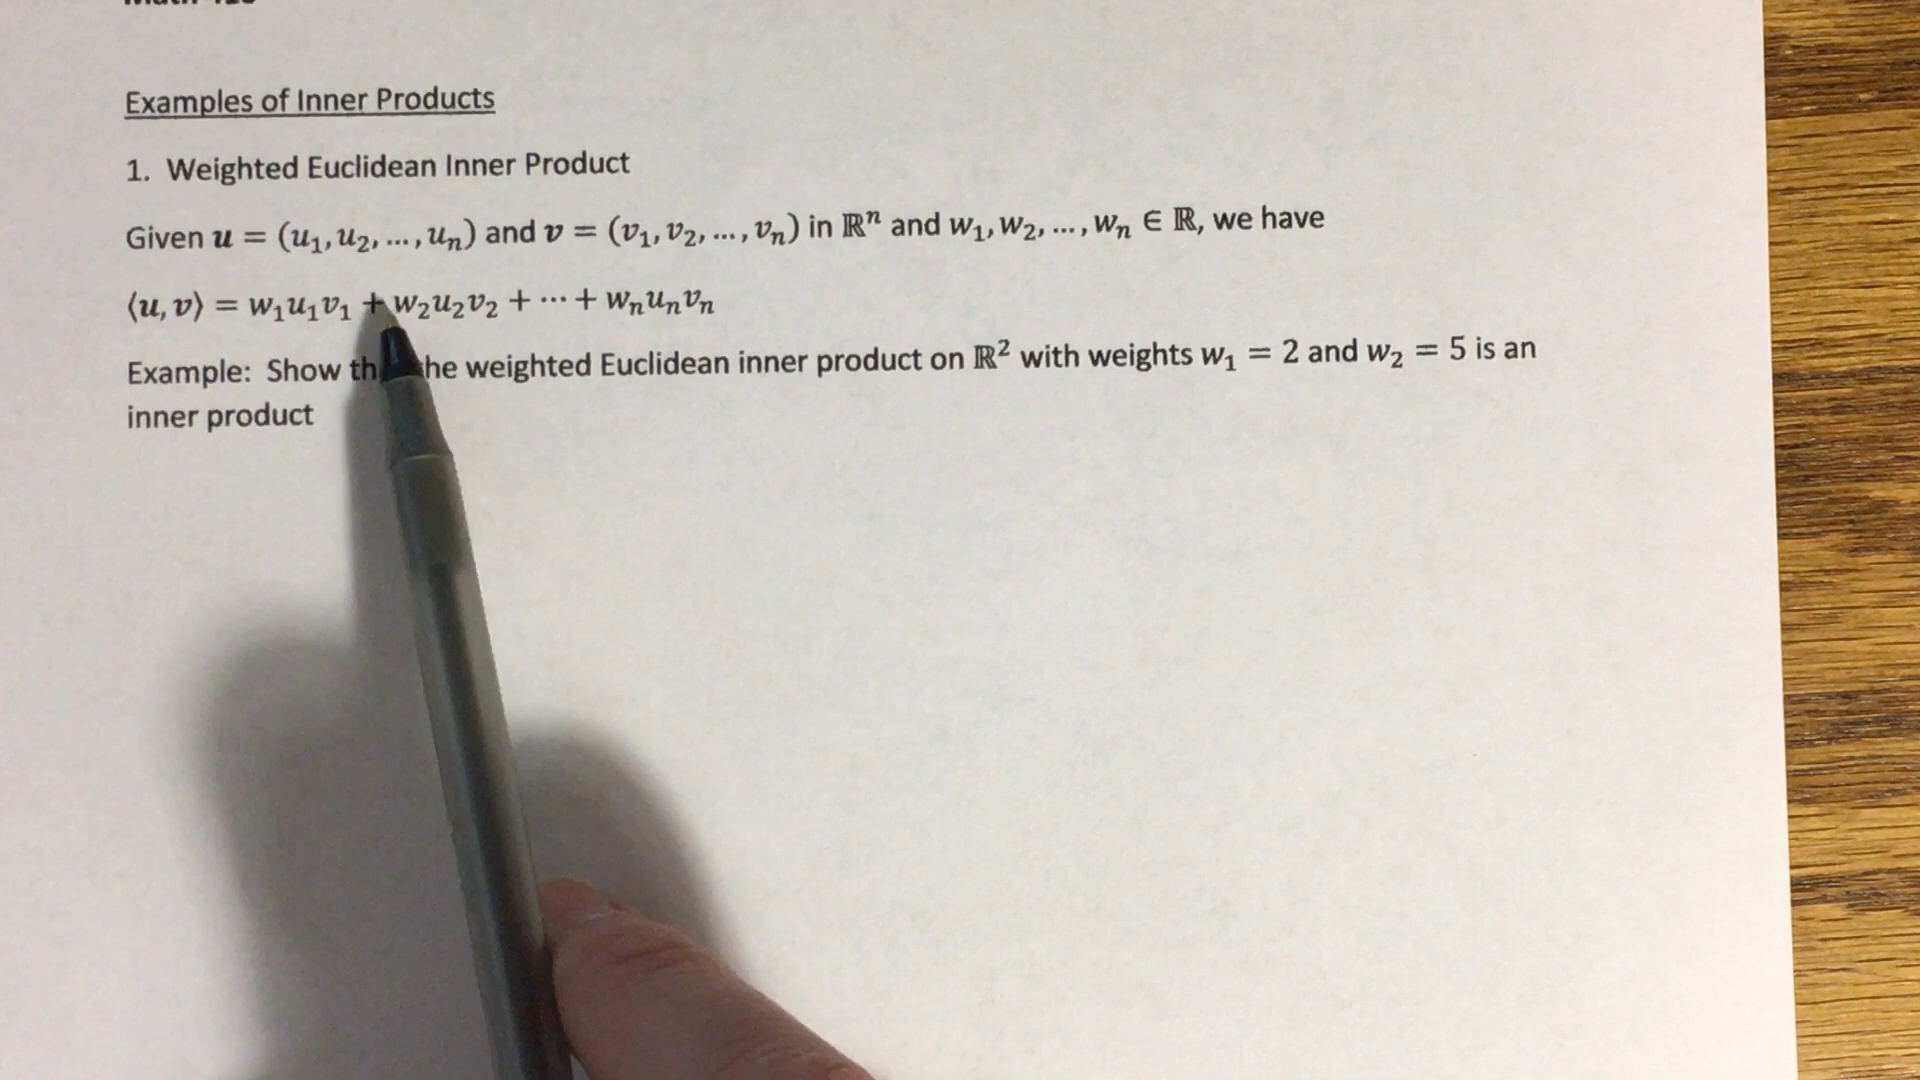 Examples of Inner Products
1. Weighted Euclidean Inner Product
Given u = (u₁, u₂, …, uₙ) and v = (v₁, v₂, …, vₙ) in ℝⁿ and w₁, w₂, …, wₙ ∈ ℝ, we have
⟨u, v⟩ = w₁u₁v₁ + w₂u₂v₂ + ⋯ + wₙuₙvₙ
Example: Show the weighted Euclidean inner product on ℝ² with weights w₁ = 2 and w₂ = 5 is an
inner product